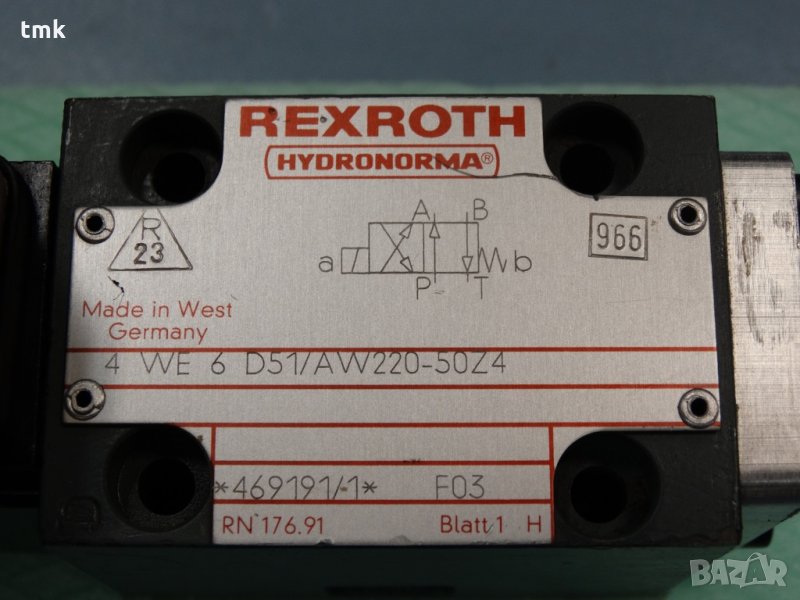 tmk
REXROTH
HYDRONORMA®
R
23
A B
966
a b
P T
Made in West
Germany
4 WE 6 D51/AW220-50Z4
*469191/1* F03
RN 176.91 Blatt 1 H
BAZAR